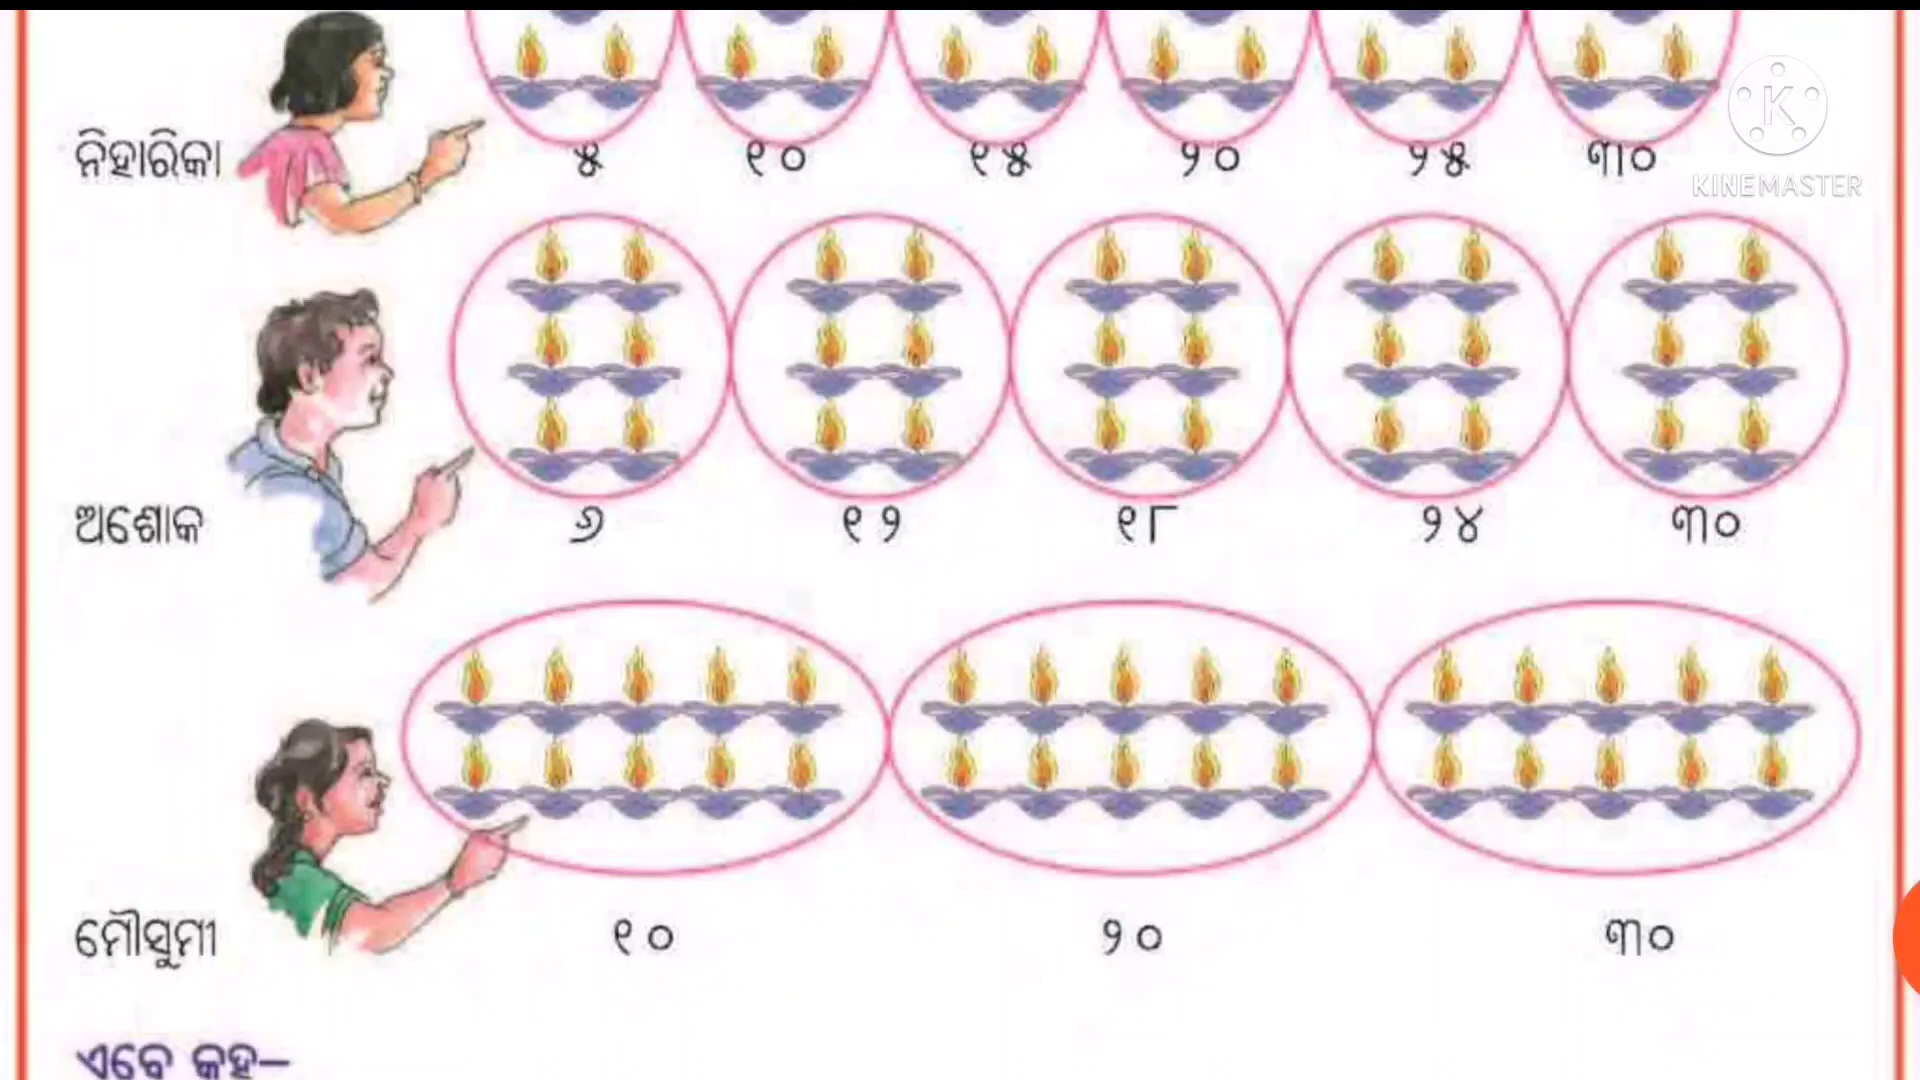 ନିହାରିକା ୫ ୧୦ ୧୫ ୨୦ ୨୫ ୩୦
KINEMASTER
ଅଶୋକ ୬ ୧୨ ୧୮ ୨୪ ୩୦
ମୌସୁମୀ ୧୦ ୨୦ ୩୦
ଏବେ କହ–